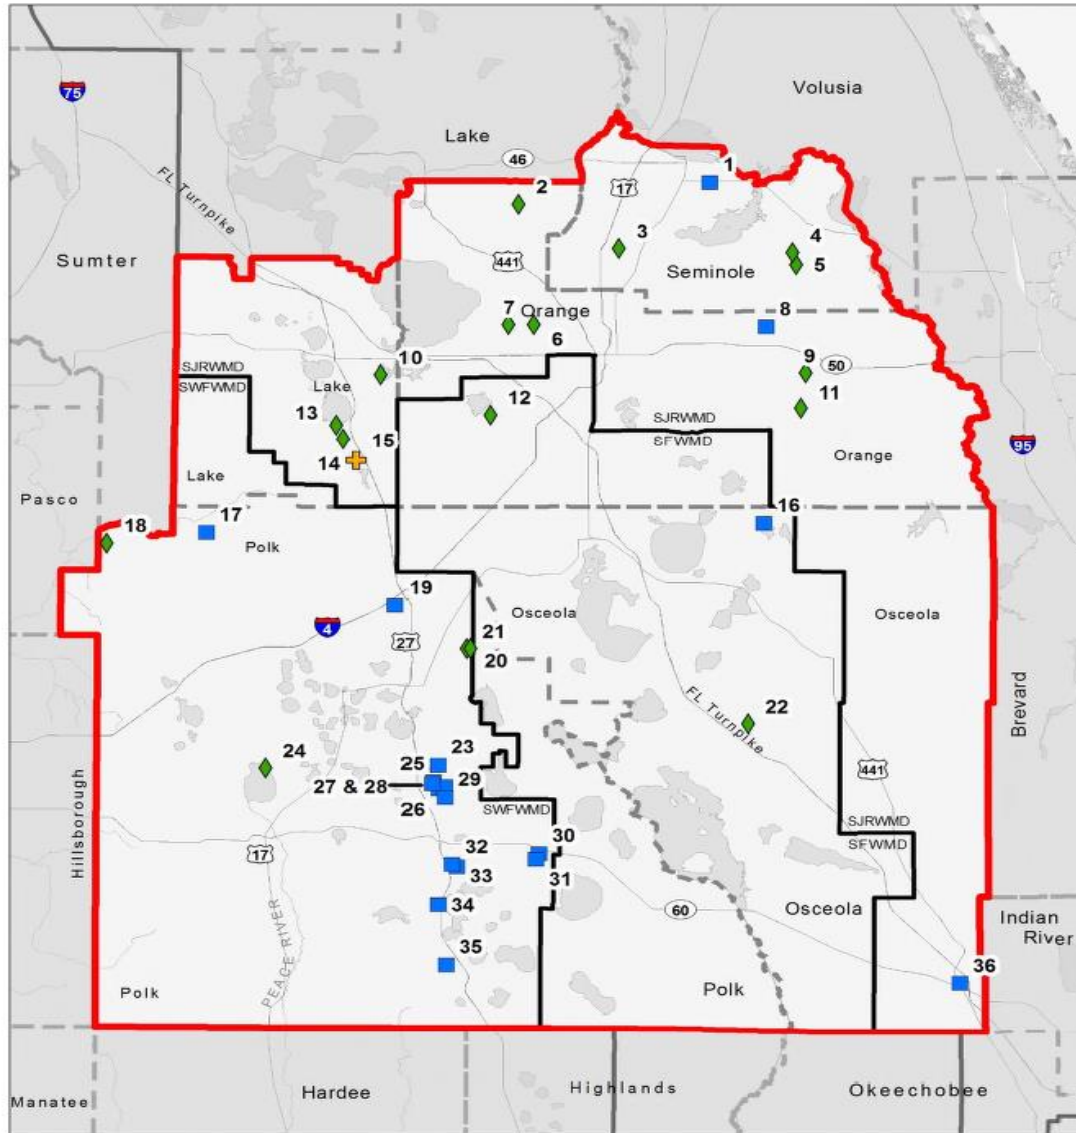 Volusia
75
Lake
46
1
FL Turnpike
17
2
Sumter
3
4
441
Seminole
5
7
Orange
8
6
10
9
50
SJRWMD
SWFWMD
Lake
12
11
13
SJRWMD
15
SFWMD
95
14
Orange
Lake
Pasco
18
17
16
Polk
19
Osceola
Osceola
4
27
21
20
Brevard
FL Turnpike
22
24
23
25
441
27 & 28
29
26
SWFWMD
SJRWMD
SFWMD
Hillsborough
17
32
30
33
31
34
60
Osceola
Indian
River
PEACE RIVER
35
36
Polk
Polk
Hardee
Highlands
Okeechobee
Manatee